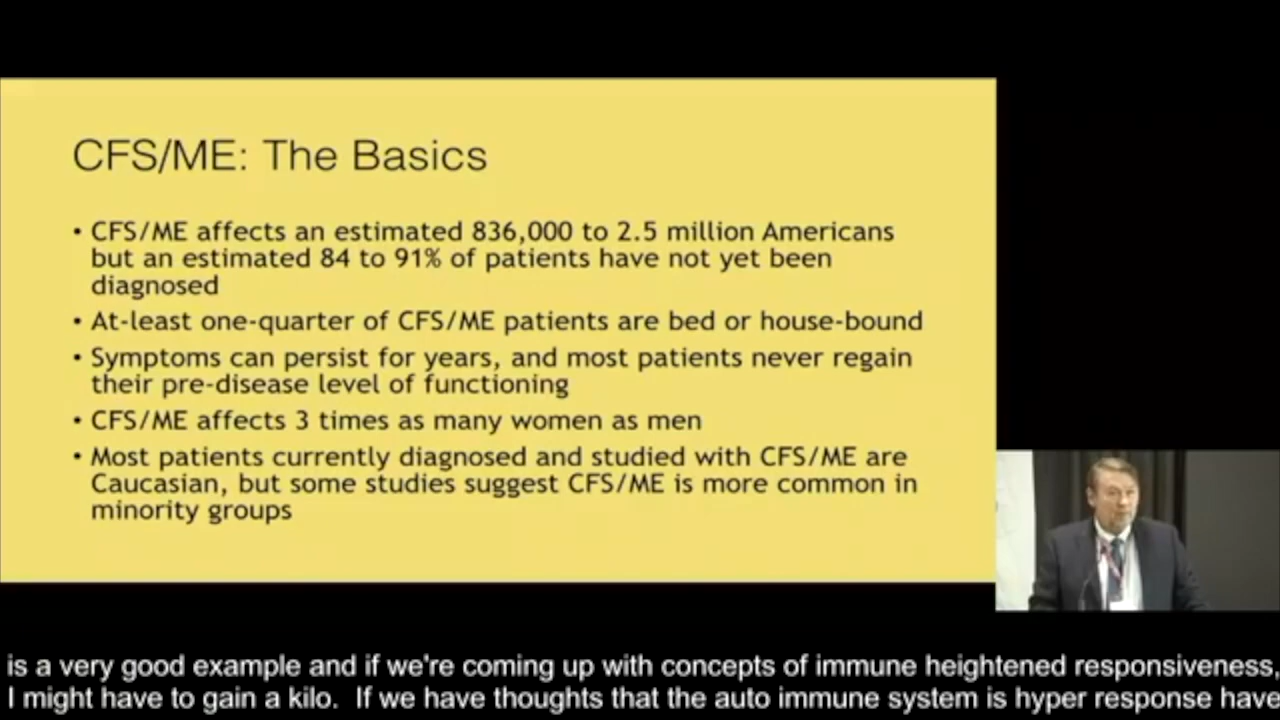 CFS/ME: The Basics
• CFS/ME affects an estimated 836,000 to 2.5 million Americans
but an estimated 84 to 91% of patients have not yet been
diagnosed
• At-least one-quarter of CFS/ME patients are bed or house-bound
• Symptoms can persist for years, and most patients never regain
their pre-disease level of functioning
• CFS/ME affects 3 times as many women as men
• Most patients currently diagnosed and studied with CFS/ME are
Caucasian, but some studies suggest CFS/ME is more common in
minority groups
is a very good example and if we're coming up with concepts of immune heightened responsiveness,
I might have to gain a kilo.  If we have thoughts that the auto immune system is hyper response have